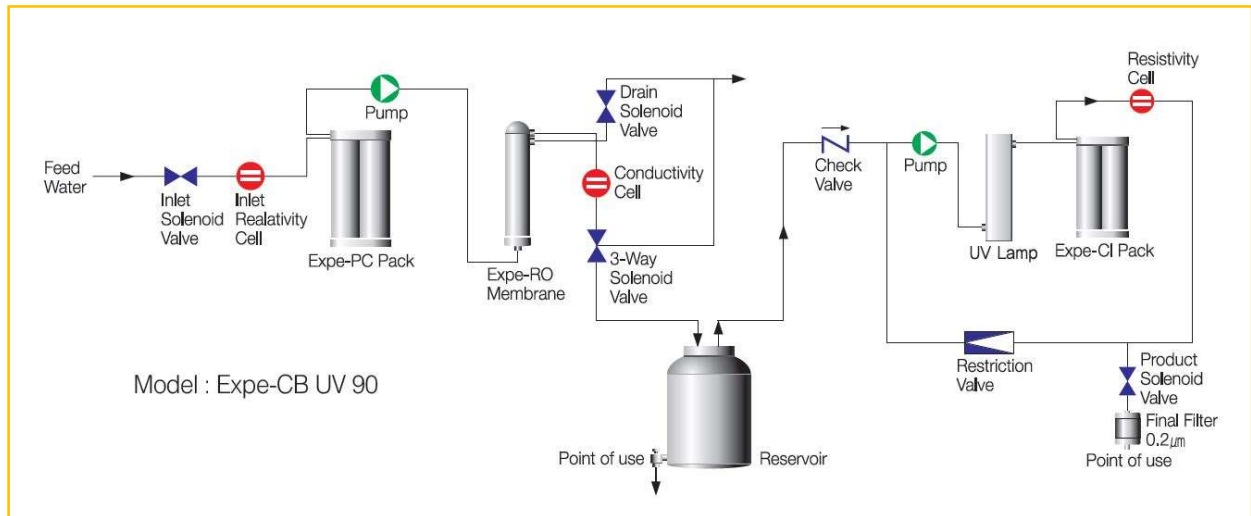 Feed
Water
Inlet
Solenoid
Valve
Inlet
Realativity
Cell
Expe-PC Pack
Pump
Expe-RO
Membrane
Drain
Solenoid
Valve
Conductivity
Cell
3-Way
Solenoid
Valve
Check
Valve
Pump
UV Lamp
Expe-CI Pack
Resistivity
Cell
Restriction
Valve
Product
Solenoid
Valve
Final Filter
0.2㎛
Point of use
Model : Expe-CB UV 90
Point of use
Reservoir